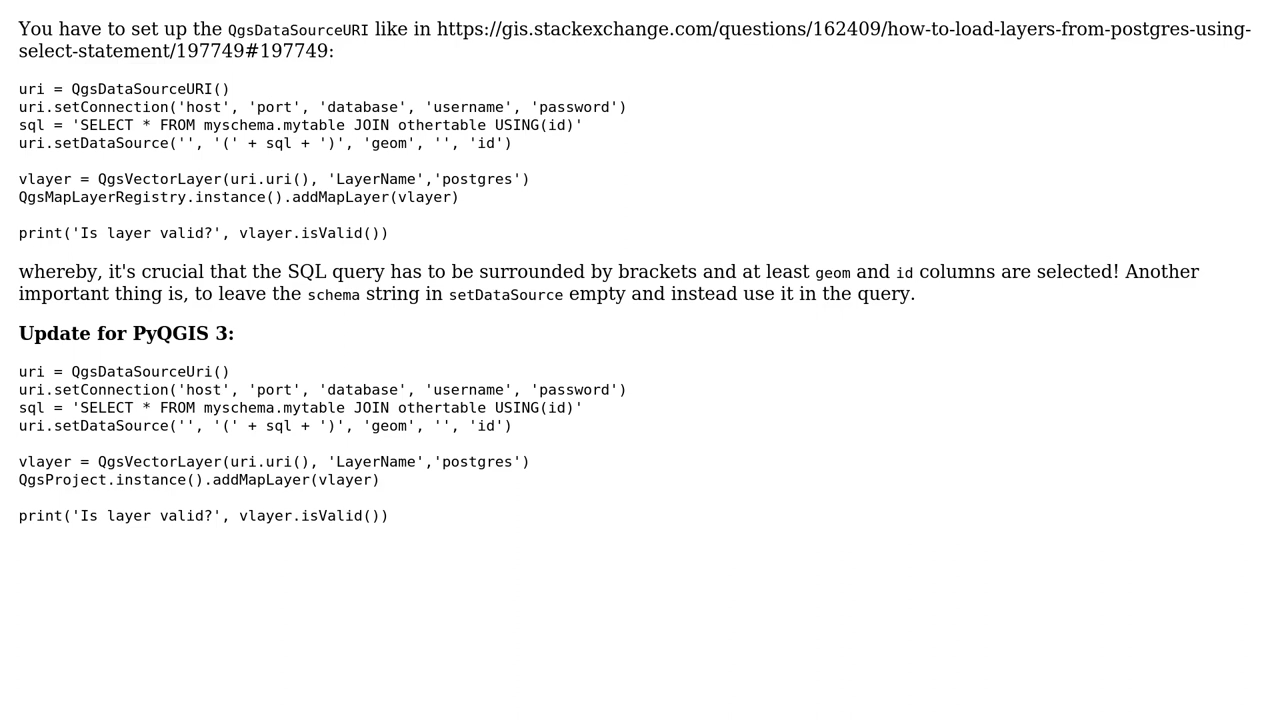 You have to set up the QgsDataSourceURI like in https://gis.stackexchange.com/questions/162409/how-to-load-layers-from-postgres-using-
select-statement/197749#197749:
uri = QgsDataSourceURI()
uri.setConnection('host', 'port', 'database', 'username', 'password')
sql = 'SELECT * FROM myschema.mytable JOIN othertable USING(id)'
uri.setDataSource('', '(' + sql + ')', 'geom', '', 'id')
vlayer = QgsVectorLayer(uri.uri(), 'LayerName','postgres')
QgsMapLayerRegistry.instance().addMapLayer(vlayer)
print('Is layer valid?', vlayer.isValid())
whereby, it's crucial that the SQL query has to be surrounded by brackets and at least geom and id columns are selected! Another
important thing is, to leave the schema string in setDataSource empty and instead use it in the query.
Update for PyQGIS 3:
uri = QgsDataSourceUri()
uri.setConnection('host', 'port', 'database', 'username', 'password')
sql = 'SELECT * FROM myschema.mytable JOIN othertable USING(id)'
uri.setDataSource('', '(' + sql + ')', 'geom', '', 'id')
vlayer = QgsVectorLayer(uri.uri(), 'LayerName','postgres')
QgsProject.instance().addMapLayer(vlayer)
print('Is layer valid?', vlayer.isValid())